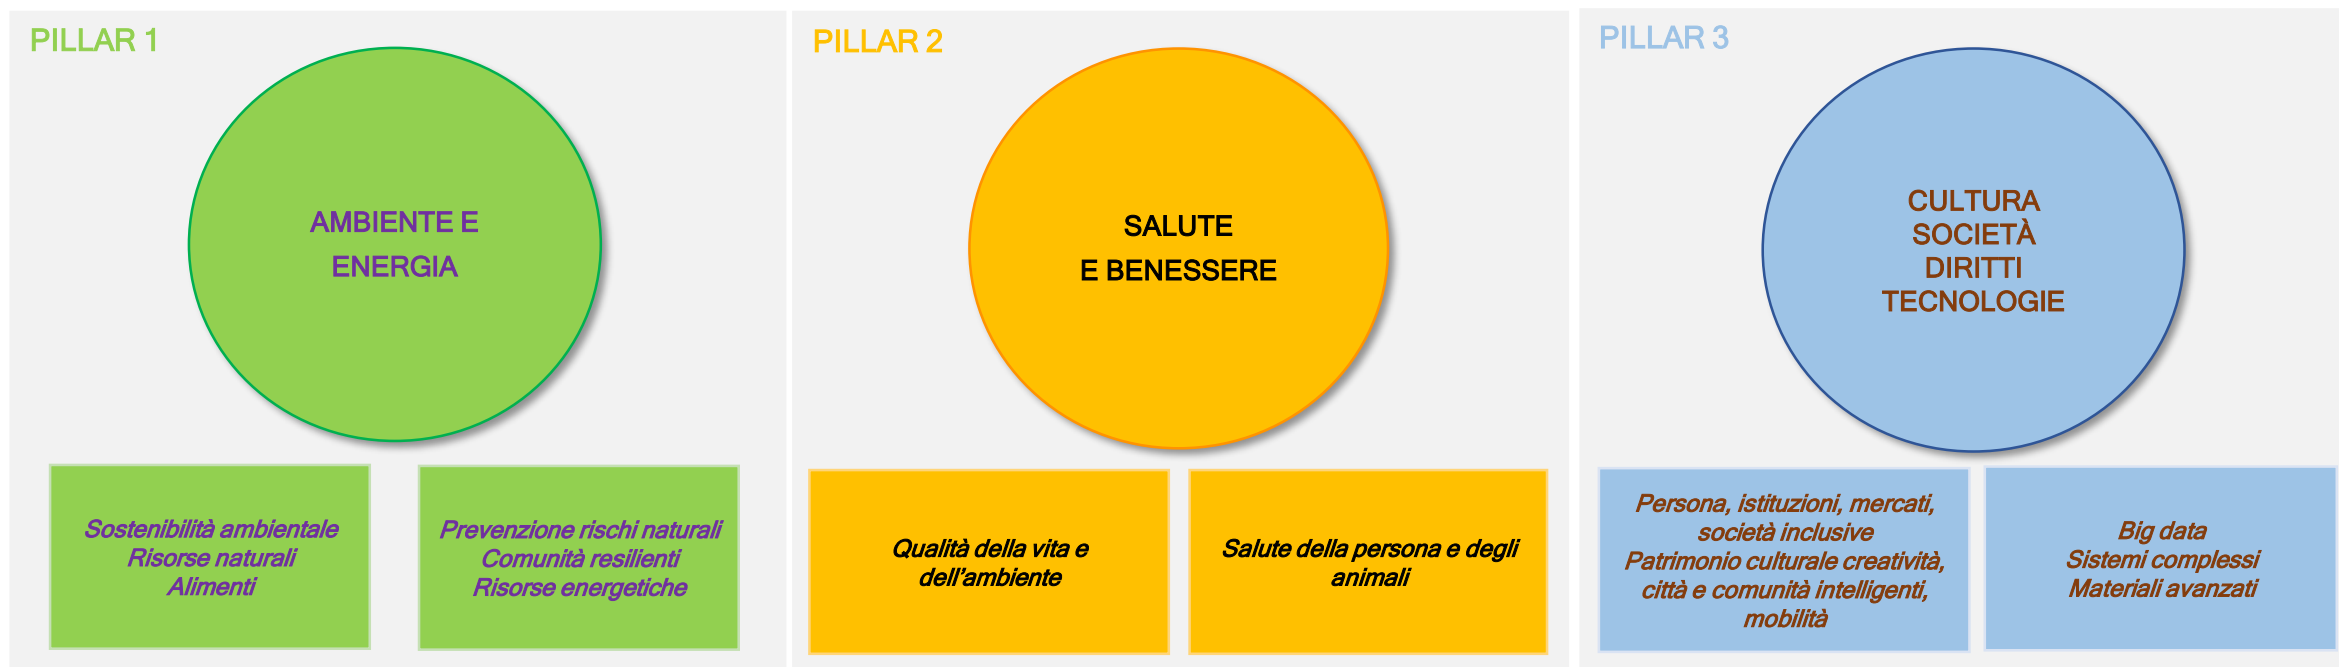 PILLAR 1
AMBIENTE E
ENERGIA
Sostenibilità ambientale
Risorse naturali
Alimenti
Prevenzione rischi naturali
Comunità resilienti
Risorse energetiche
PILLAR 2
SALUTE
E BENESSERE
Qualità della vita e
dell'ambiente
Salute della persona e degli
animali
PILLAR 3
CULTURA
SOCIETÀ
DIRITTI
TECNOLOGIE
Persona, istituzioni, mercati,
società inclusive
Patrimonio culturale creatività,
città e comunità intelligenti,
mobilità
Big data
Sistemi complessi
Materiali avanzati